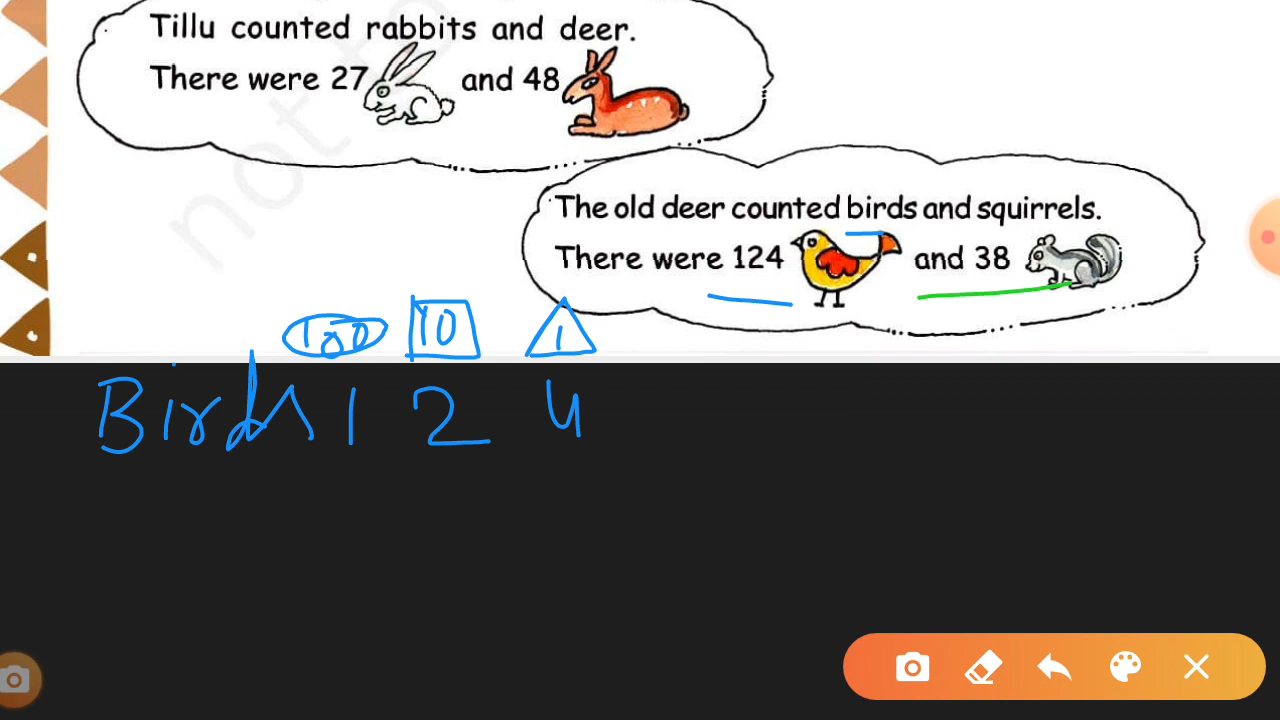 Tillu counted rabbits and deer.
There were 27 and 48
not
The old deer counted birds and squirrels.
There were 124 and 38
100 10 1
Birds 1 2 4